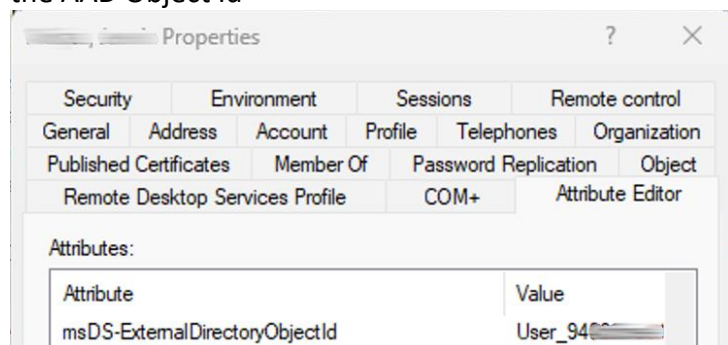 the AAD Object Id
Properties ?
Security Environment Sessions Remote control
General Address Account Profile Telephones Organization
Published Certificates Member Of Password Replication Object
Remote Desktop Services Profile COM+ Attribute Editor
Attributes:
Attribute Value
msDS-ExternalDirectoryObjectId